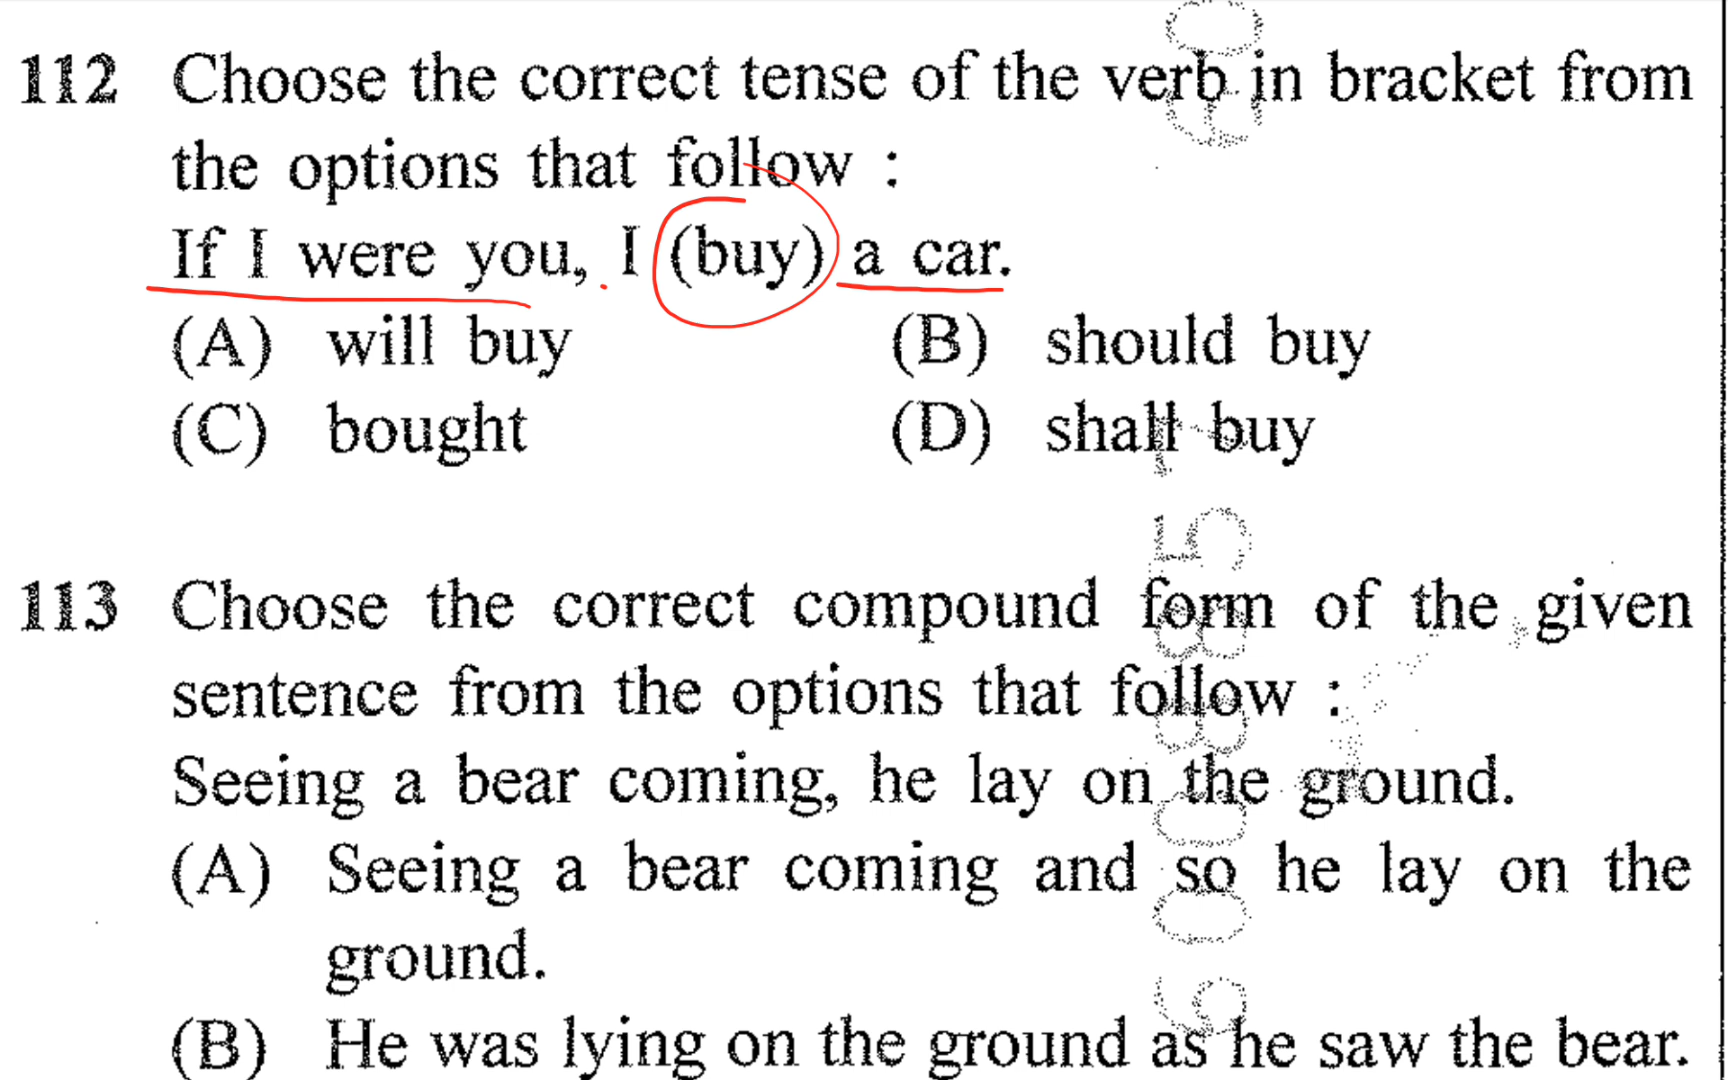 112 Choose the correct tense of the verb in bracket from
the options that follow :
If I were you, I (buy) a car.
(A) will buy (B) should buy
(C) bought (D) shall buy
113 Choose the correct compound form of the given
sentence from the options that follow :
Seeing a bear coming, he lay on the ground.
(A) Seeing a bear coming and so he lay on the
ground.
(B) He was lying on the ground as he saw the bear.